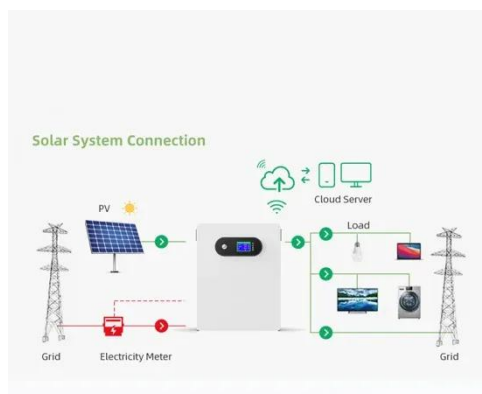 Solar System Connection
Cloud Server
PV
Load
Grid
Electricity Meter
Grid